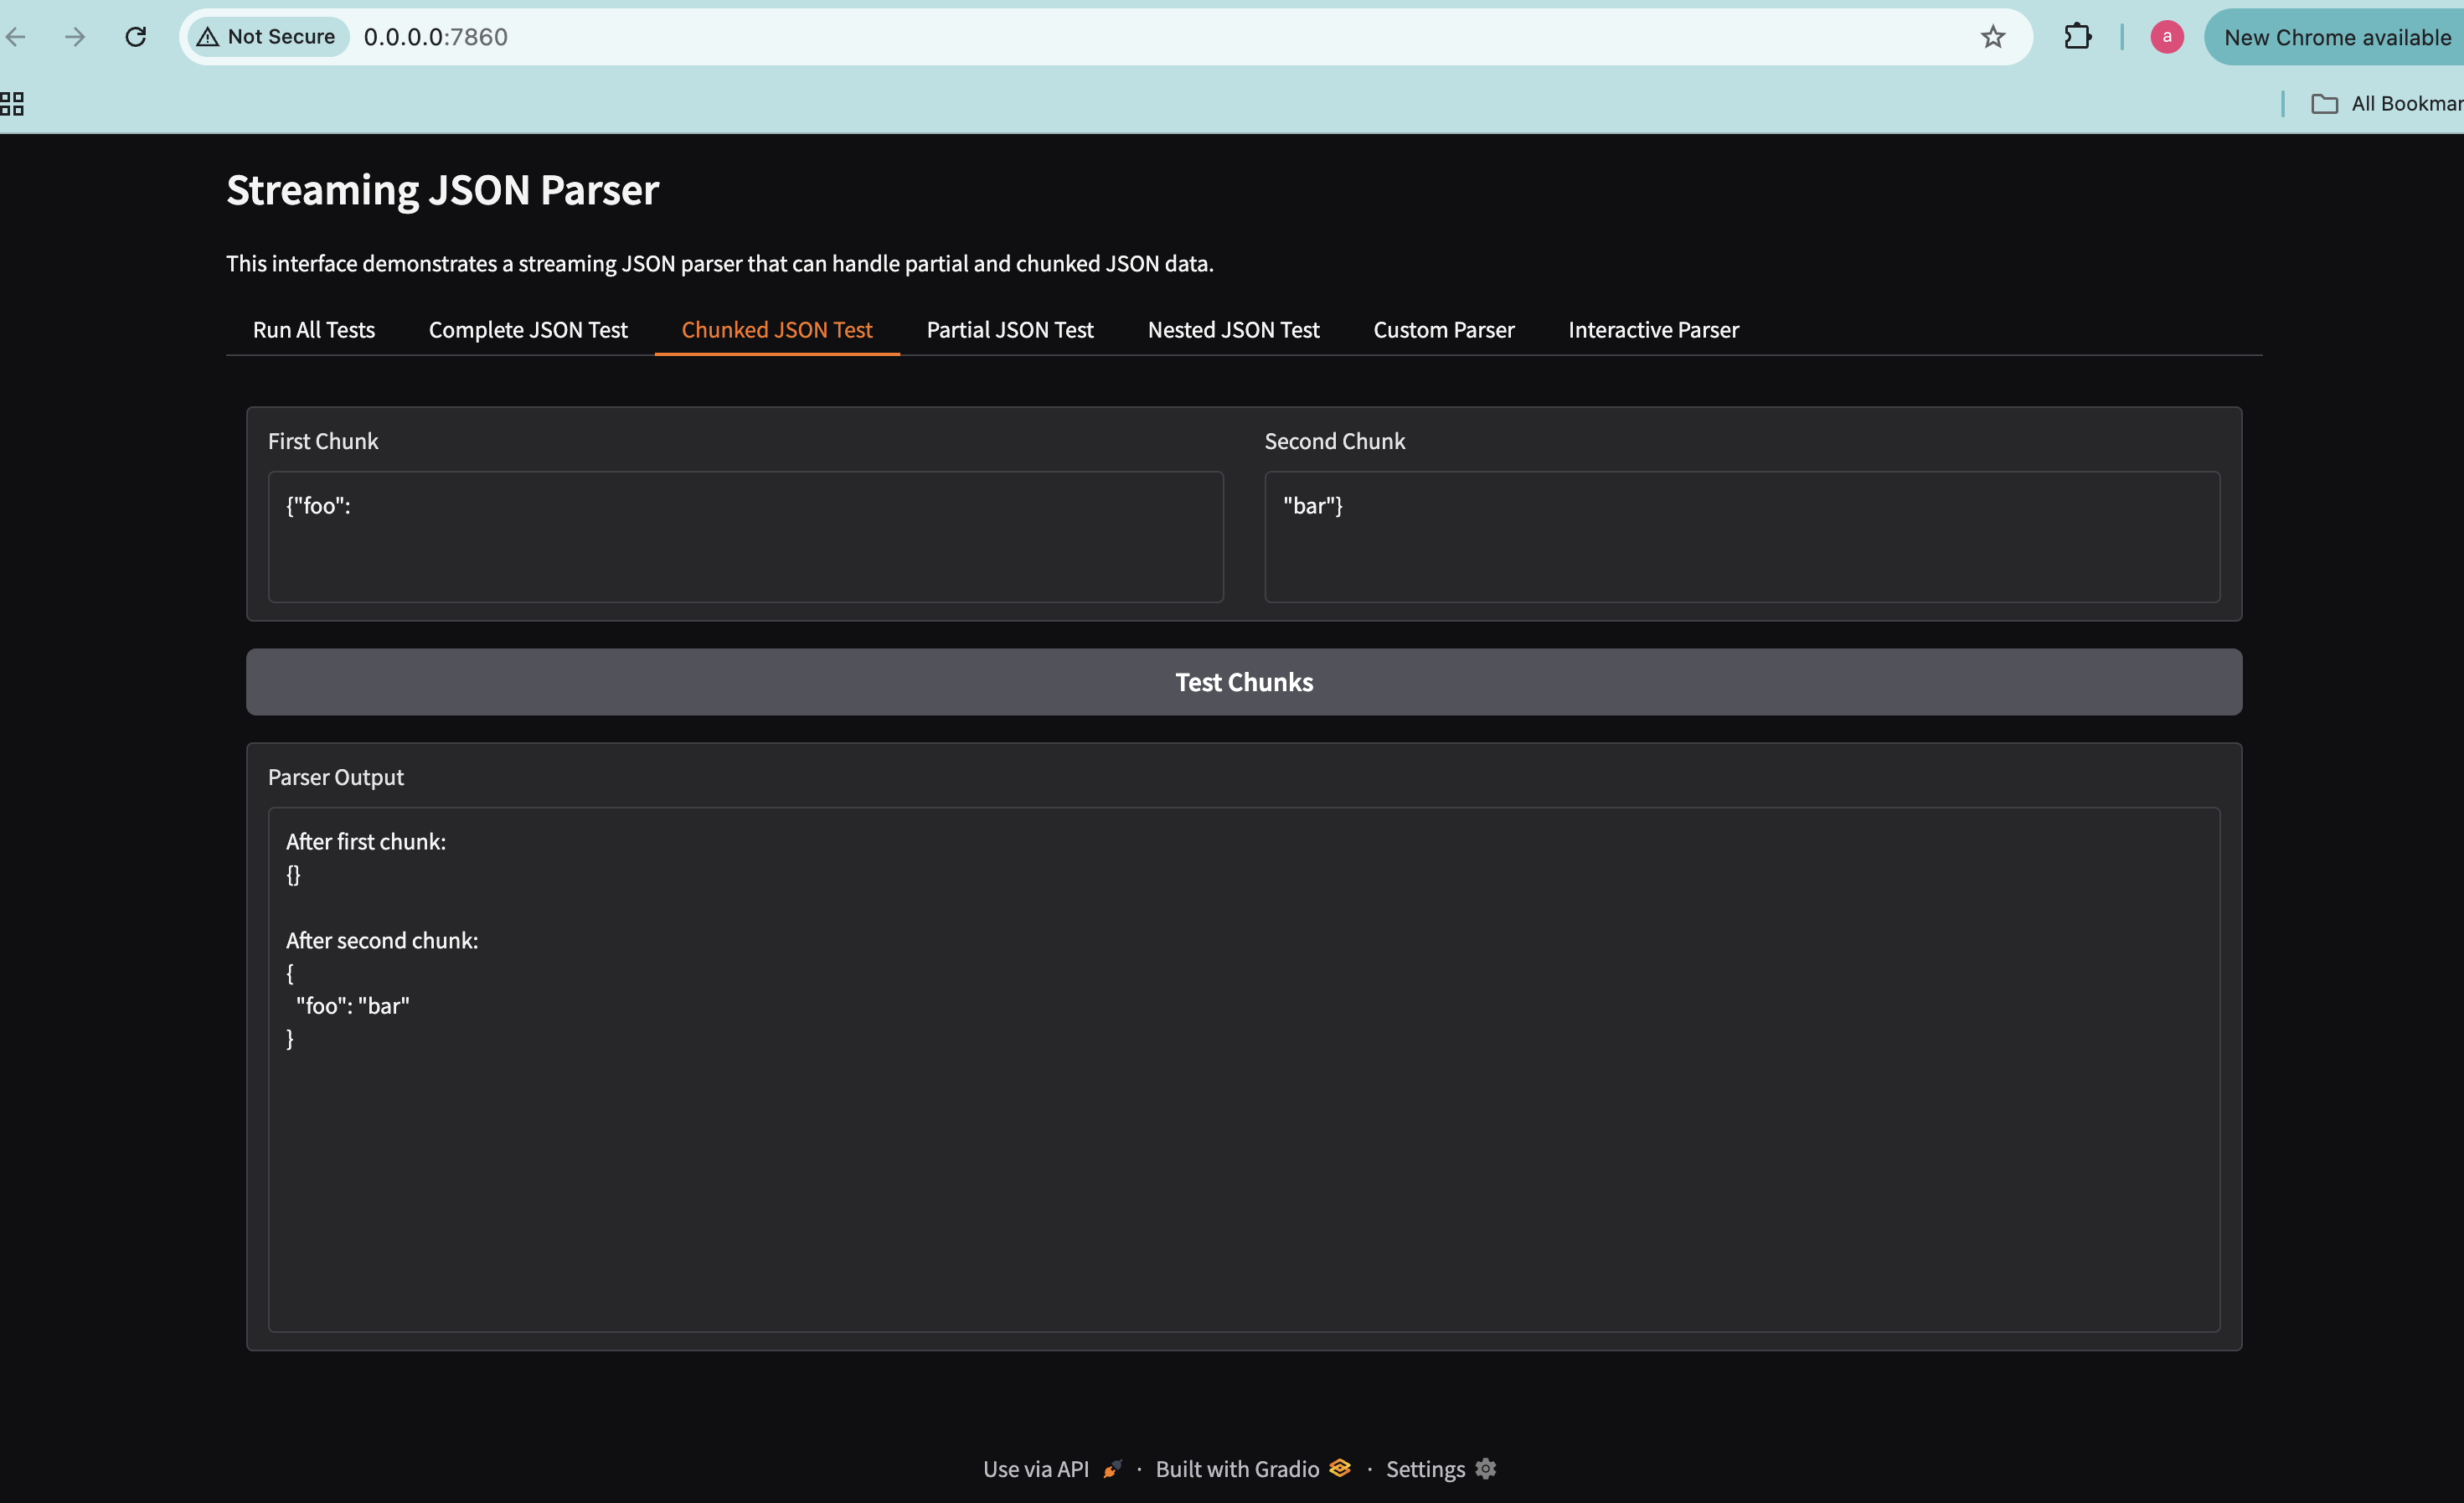 Not Secure 0.0.0.0:7860 a New Chrome available
All Bookmar
Streaming JSON Parser
This interface demonstrates a streaming JSON parser that can handle partial and chunked JSON data.
Run All Tests Complete JSON Test Chunked JSON Test Partial JSON Test Nested JSON Test Custom Parser Interactive Parser
First Chunk Second Chunk
{"foo": "bar"}
Test Chunks
Parser Output
After first chunk:
{}
After second chunk:
{
"foo": "bar"
}
Use via API · Built with Gradio · Settings